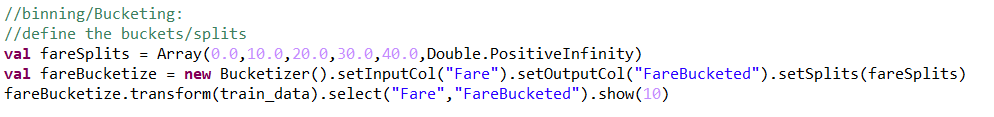 //binning/Bucketing:
//define the buckets/splits
val fareSplits = Array(0.0,10.0,20.0,30.0,40.0,Double.PositiveInfinity)
val fareBucketize = new Bucketizer().setInputCol("Fare").setOutputCol("FareBucketed").setSplits(fareSplits)
fareBucketize.transform(train_data).select("Fare","FareBucketed").show(10)